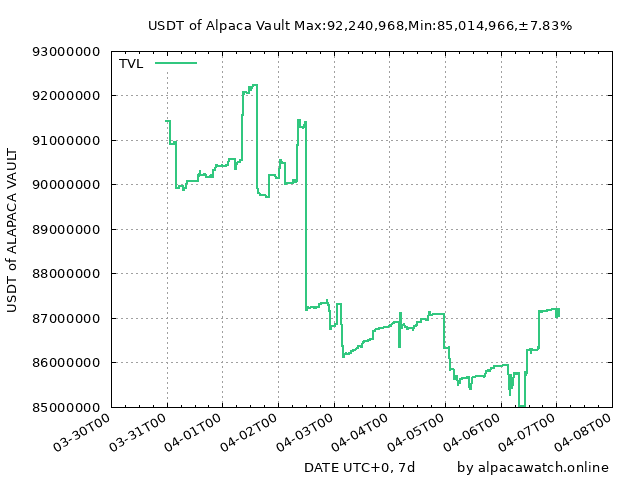 USDT of Alpaca Vault Max:92,240,968,Min:85,014,966,±7.83%
TVL
93000000
92000000
91000000
90000000
89000000
88000000
87000000
86000000
85000000
USDT of ALAPACA VAULT
03-30T00
03-31T00
04-01T00
04-02T00
04-03T00
04-04T00
04-05T00
04-06T00
04-07T00
04-08T00
DATE UTC+0, 7d
by alpacawatch.online